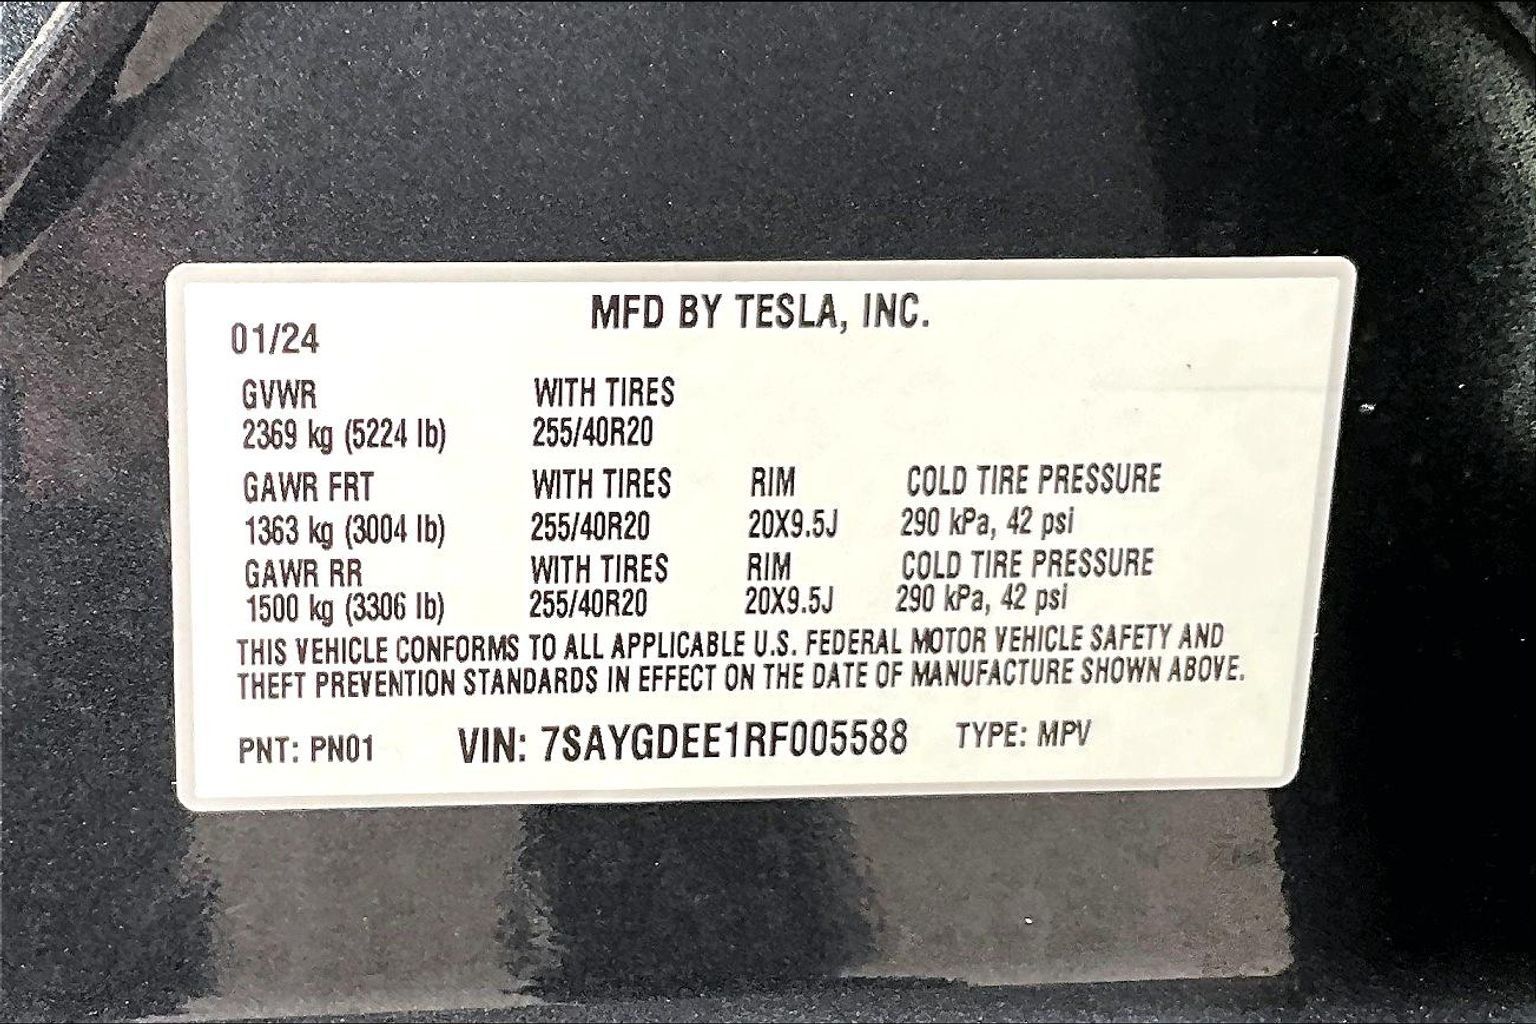 MFD BY TESLA, INC.
01/24
GVWR WITH TIRES
2369 kg (5224 lb) 255/40R20
GAWR FRT WITH TIRES RIM COLD TIRE PRESSURE
1363 kg (3004 lb) 255/40R20 20X9.5J 290 kPa, 42 psi
GAWR RR WITH TIRES RIM COLD TIRE PRESSURE
1500 kg (3306 lb) 255/40R20 20X9.5J 290 kPa, 42 psi
THIS VEHICLE CONFORMS TO ALL APPLICABLE U.S. FEDERAL MOTOR VEHICLE SAFETY AND
THEFT PREVENTION STANDARDS IN EFFECT ON THE DATE OF MANUFACTURE SHOWN ABOVE.
PNT: PN01 VIN: 7SAYGDEE1RF005588 TYPE: MPV